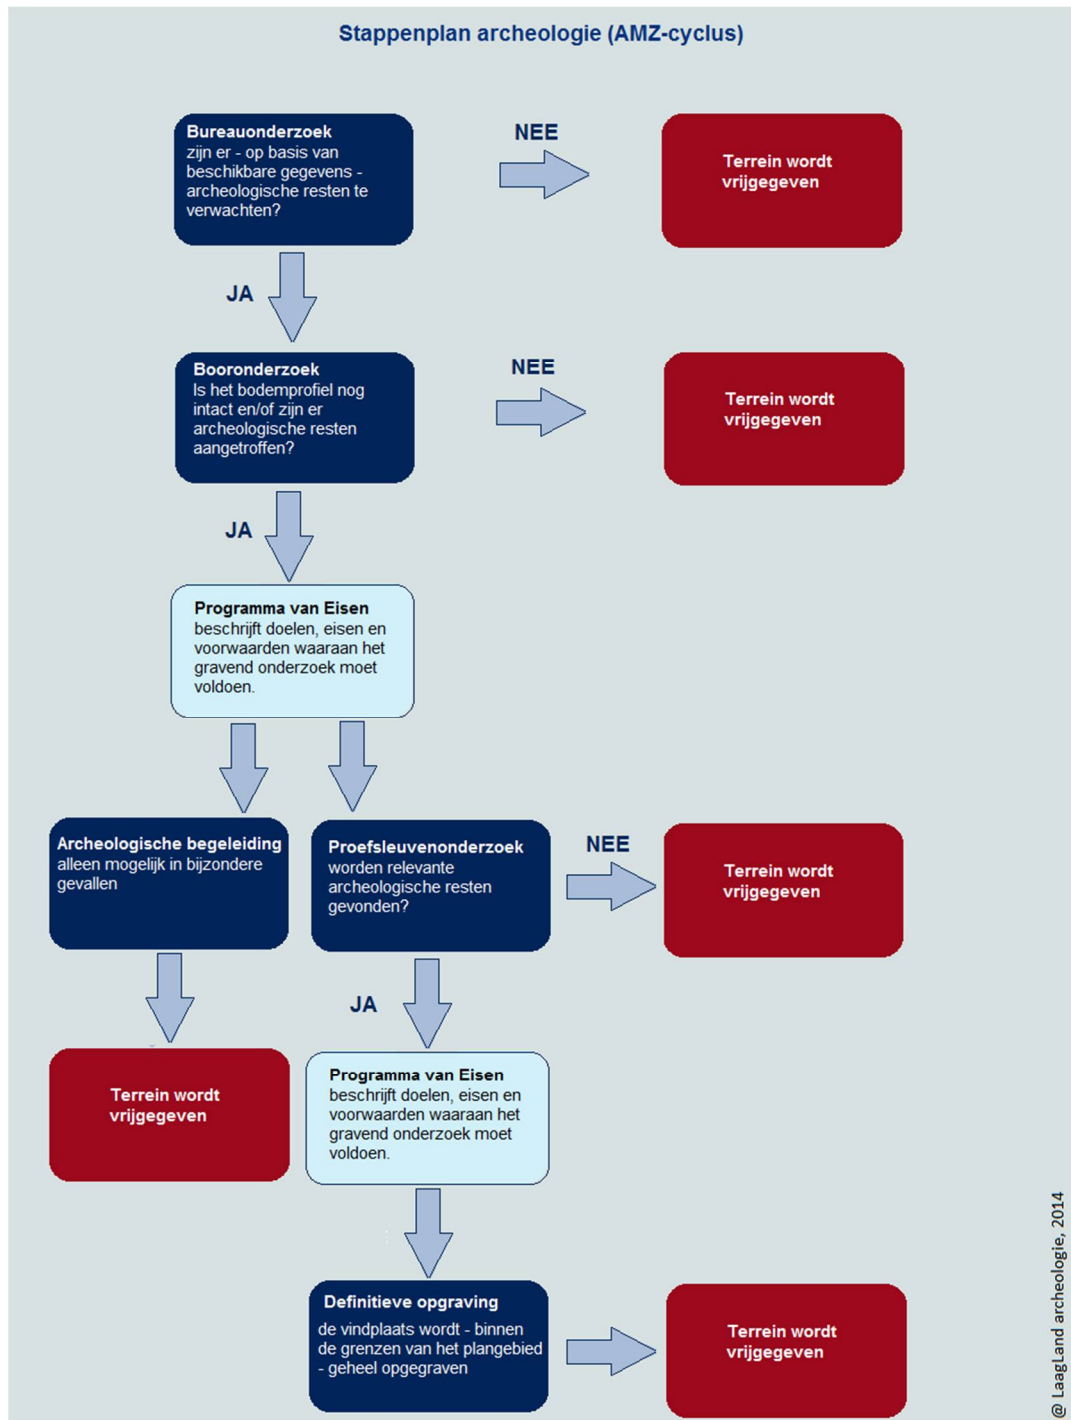 Stappenplan archeologie (AMZ-cyclus)
Bureauonderzoek
zijn er - op basis van
beschikbare gegevens -
archeologische resten te
verwachten?
NEE
Terrein wordt
vrijgegeven
JA
Booronderzoek
Is het bodemprofiel nog
intact en/of zijn er
archeologische resten
aangetroffen?
NEE
Terrein wordt
vrijgegeven
JA
Programma van Eisen
beschrijft doelen, eisen en
voorwaarden waaraan het
gravend onderzoek moet
voldoen.
Archeologische begeleiding
alleen mogelijk in bijzondere
gevallen
Proefsleuvenonderzoek
worden relevante
archeologische resten
gevonden?
NEE
Terrein wordt
vrijgegeven
JA
Terrein wordt
vrijgegeven
Programma van Eisen
beschrijft doelen, eisen en
voorwaarden waaraan het
gravend onderzoek moet
voldoen.
Definitieve opgraving
de vindplaats wordt - binnen
de grenzen van het plangebied
- geheel opgegraven
Terrein wordt
vrijgegeven
@ LaagLand archeologie, 2014